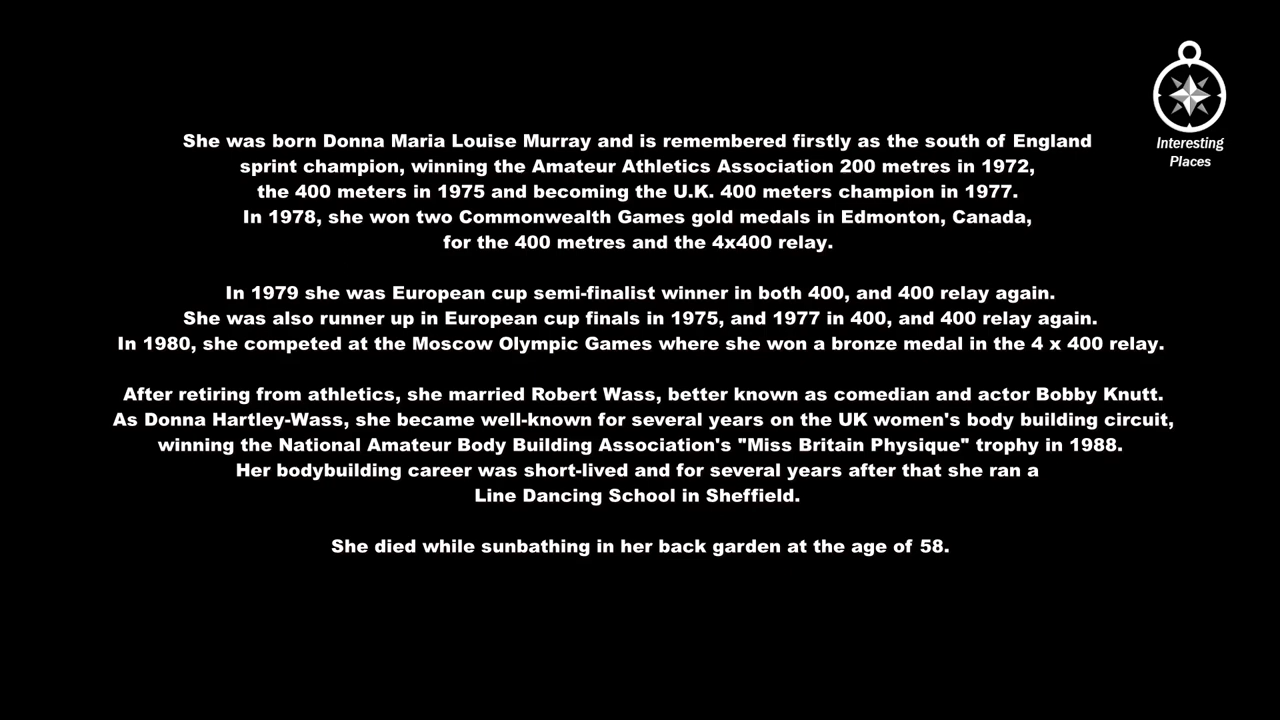 She was born Donna Maria Louise Murray and is remembered firstly as the south of England
sprint champion, winning the Amateur Athletics Association 200 metres in 1972,
the 400 meters in 1975 and becoming the U.K. 400 meters champion in 1977.
In 1978, she won two Commonwealth Games gold medals in Edmonton, Canada,
for the 400 metres and the 4x400 relay.
In 1979 she was European cup semi-finalist winner in both 400, and 400 relay again.
She was also runner up in European cup finals in 1975, and 1977 in 400, and 400 relay again.
In 1980, she competed at the Moscow Olympic Games where she won a bronze medal in the 4 x 400 relay.
After retiring from athletics, she married Robert Wass, better known as comedian and actor Bobby Knutt.
As Donna Hartley-Wass, she became well-known for several years on the UK women's body building circuit,
winning the National Amateur Body Building Association's "Miss Britain Physique" trophy in 1988.
Her bodybuilding career was short-lived and for several years after that she ran a
Line Dancing School in Sheffield.
She died while sunbathing in her back garden at the age of 58.
Interesting
Places